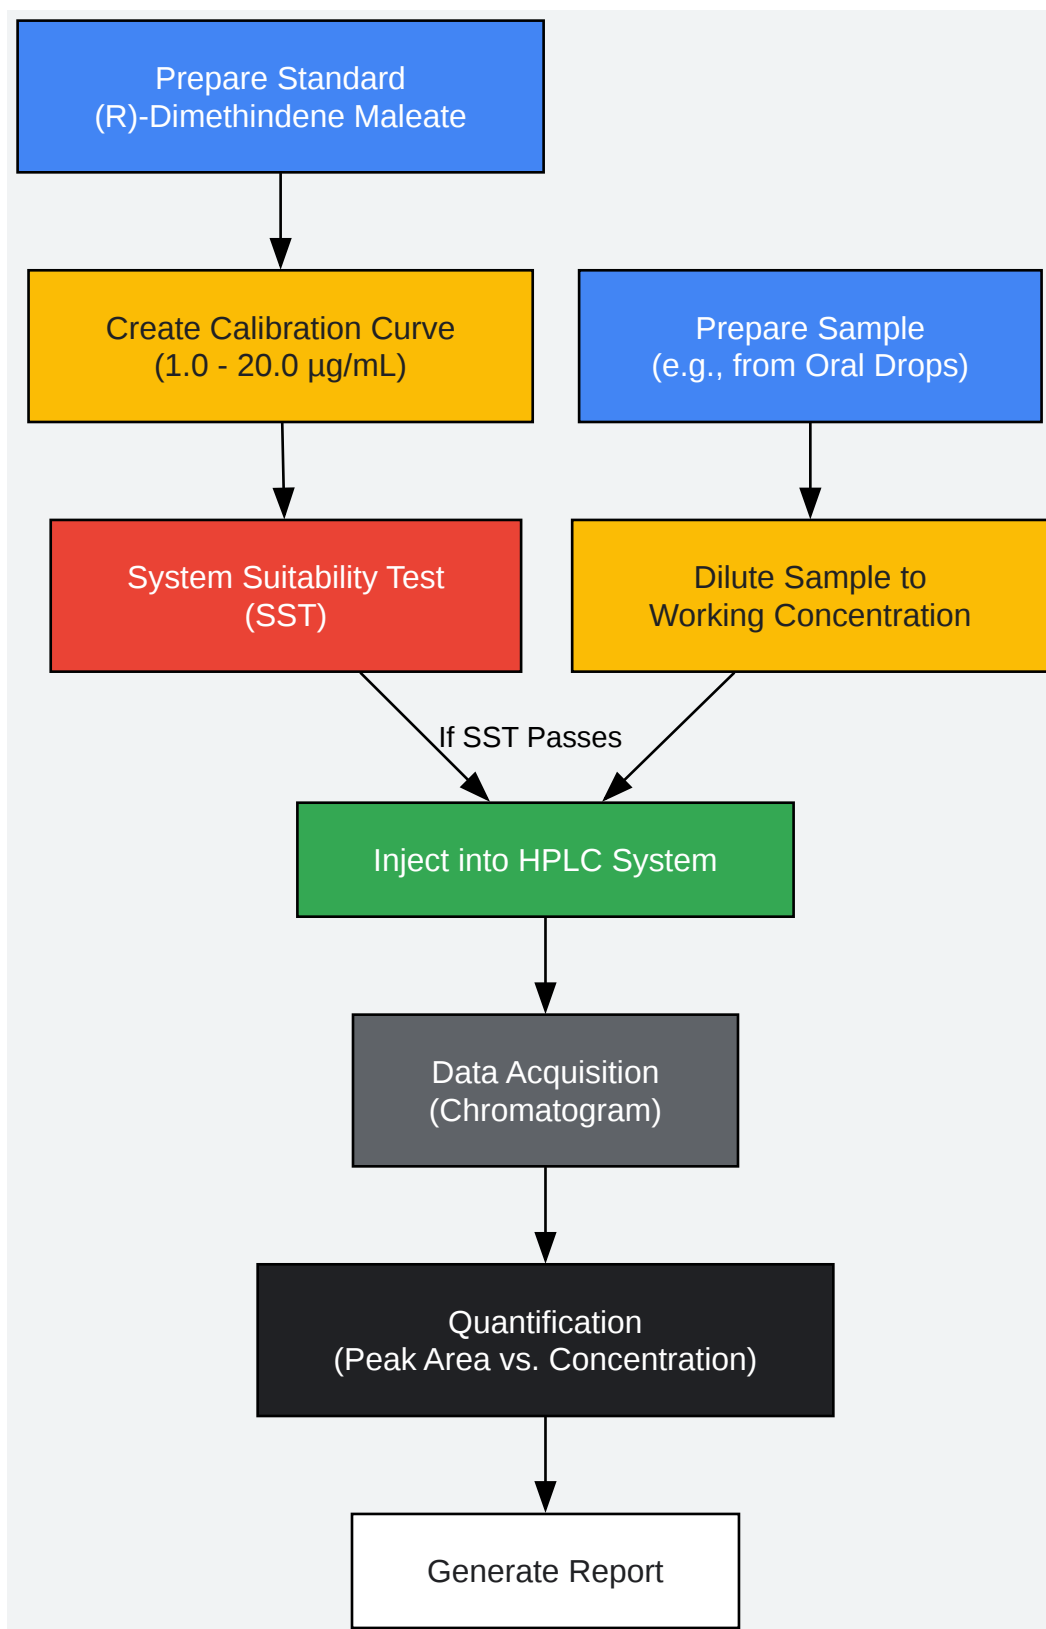 Prepare Standard
(R)-Dimethindene Maleate
Create Calibration Curve
(1.0 - 20.0 µg/mL)
Prepare Sample
(e.g., from Oral Drops)
System Suitability Test
(SST)
Dilute Sample to
Working Concentration
If SST Passes
Inject into HPLC System
Data Acquisition
(Chromatogram)
Quantification
(Peak Area vs. Concentration)
Generate Report